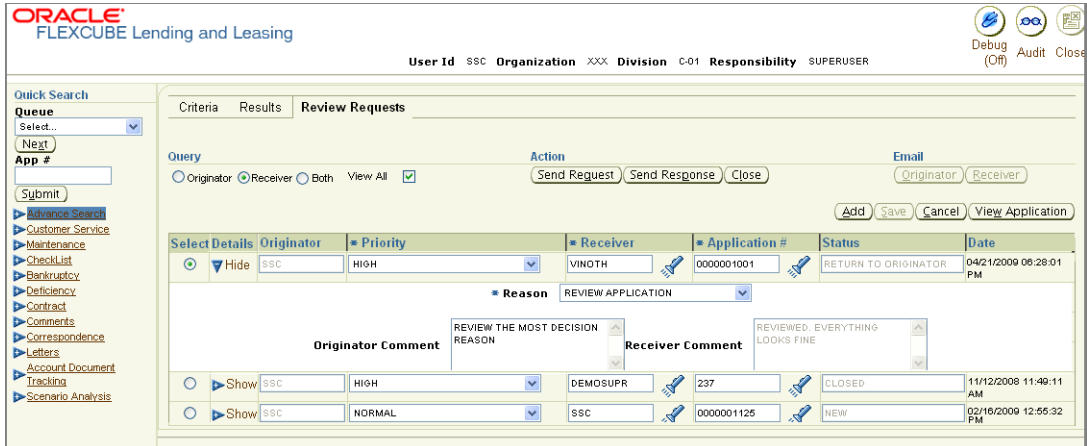 ORACLE
FLEXCUBE Lending and Leasing
Debug (Off)
Audit
Close
User Id SSC Organization XXX Division C-01 Responsibility SUPERUSER
Quick Search
Queue
Select...
Next
App #
Submit
Advance Search
Customer Service
Maintenance
CheckList
Bankruptcy
Deficiency
Contract
Comments
Correspondence
Letters
Account Document
Tracking
Scenario Analysis
Criteria Results Review Requests
Query Action Email
Originator Receiver Both View All Send Request Send Response Close Originator Receiver
Add Save Cancel View Application
Select Details Originator * Priority * Receiver * Application # Status Date
Hide SSC HIGH VINOTH 0000001001 RETURN TO ORIGINATOR 04/21/2009 06:28:01 PM
* Reason REVIEW APPLICATION
Originator Comment REVIEW THE MOST DECISION REASON Receiver Comment REVIEWED. EVERYTHING LOOKS FINE
Show SSC HIGH DEMOSUPR 237 CLOSED 11/12/2008 11:49:11 AM
Show SSC NORMAL SSC 0000001125 NEW 02/16/2009 12:55:32 PM